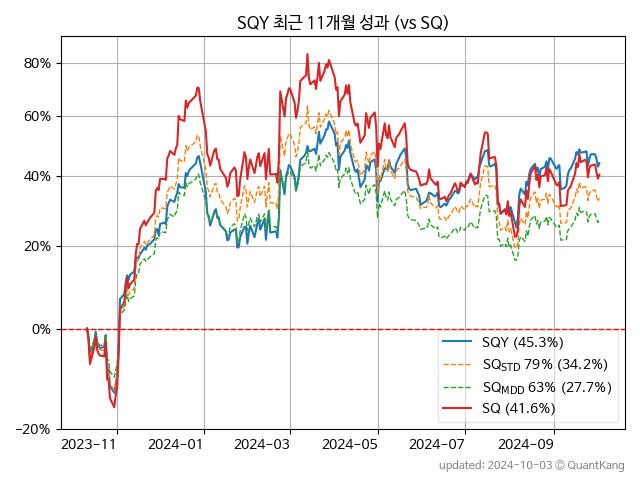 SQY 최근 11개월 성과 (vs SQ)
80%
60%
40%
20%
0%
−20%
2023-11
2024-01
2024-03
2024-05
2024-07
2024-09
SQY (45.3%)
SQSTD 79% (34.2%)
SQMDD 63% (27.7%)
SQ (41.6%)
updated: 2024-10-03 ⓒ QuantKang